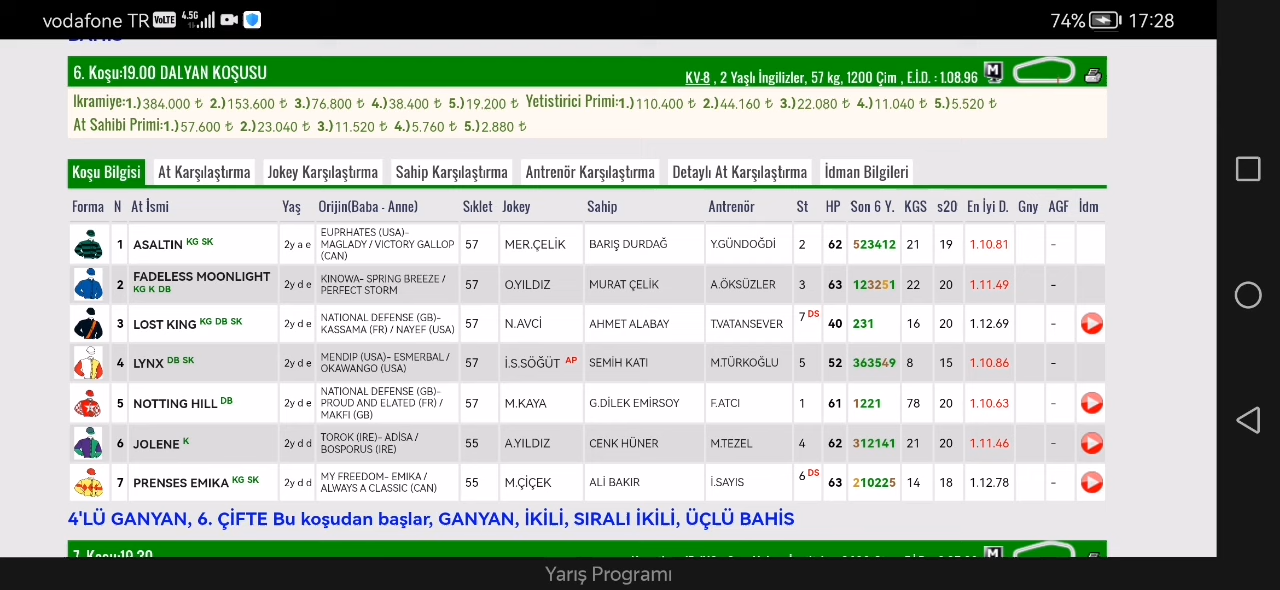 vodafone TR VoLTE 4.5G 1k 74% 17:28
6. Koşu:19.00 DALYAN KOŞUSU
KV-8 , 2 Yaşlı İngilizler, 57 kg, 1200 Çim , E.İ.D. : 1.08.96 M
İkramiye:1.)384.000 ₺ 2.)153.600 ₺ 3.)76.800 ₺ 4.)38.400 ₺ 5.)19.200 ₺ Yetistirici Primi:1.)110.400 ₺ 2.)44.160 ₺ 3.)22.080 ₺ 4.)11.040 ₺ 5.)5.520 ₺
At Sahibi Primi:1.)57.600 ₺ 2.)23.040 ₺ 3.)11.520 ₺ 4.)5.760 ₺ 5.)2.880 ₺
Koşu Bilgisi At Karşılaştırma Jokey Karşılaştırma Sahip Karşılaştırma Antrenör Karşılaştırma Detaylı At Karşılaştırma İdman Bilgileri
Forma N At İsmi Yaş Orijin(Baba - Anne) Sıklet Jokey Sahip Antrenör St HP Son 6 Y. KGS s20 En İyi D. Gny AGF İdm
1 ASALTIN KG SK 2y a e EUPRHATES (USA)- MAGLADY / VICTORY GALLOP (CAN) 57 MER.ÇELİK BARIŞ DURDAĞ Y.GÜNDOĞDİ 2 62 523412 21 19 1.10.81 -
2 FADELESS MOONLIGHT KG K DB 2y d e KINOWA- SPRING BREEZE / PERFECT STORM 57 O.YILDIZ MURAT ÇELİK A.ÖKSÜZLER 3 63 123251 22 20 1.11.49 -
3 LOST KING KG DB SK 2y d e NATIONAL DEFENSE (GB)- KASSAMA (FR) / NAYEF (USA) 57 N.AVCİ AHMET ALABAY T.VATANSEVER 7 DS 40 231 16 20 1.12.69 -
4 LYNX DB SK 2y d e MENDIP (USA)- ESMERBAL / OKAWANGO (USA) 57 İ.S.SÖĞÜT AP SEMİH KATI M.TÜRKOĞLU 5 52 363549 8 15 1.10.86 -
5 NOTTING HILL DB 2y d e NATIONAL DEFENSE (GB)- PROUD AND ELATED (FR) / MAKFI (GB) 57 M.KAYA G.DİLEK EMİRSOY F.ATCI 1 61 1221 78 20 1.10.63 -
6 JOLENE K 2y d d TOROK (IRE)- ADİSA / BOSPORUS (IRE) 55 A.YILDIZ CENK HÜNER M.TEZEL 4 62 312141 21 20 1.11.46 -
7 PRENSES EMIKA KG SK 2y d d MY FREEDOM- EMIKA / ALWAYS A CLASSIC (CAN) 55 M.ÇİÇEK ALİ BAKIR İ.SAYIS 6 DS 63 210225 14 18 1.12.78 -
4'LÜ GANYAN, 6. ÇİFTE Bu koşudan başlar, GANYAN, İKİLİ, SIRALI İKİLİ, ÜÇLÜ BAHİS
7. Koşu:19.30
Yarış Programı